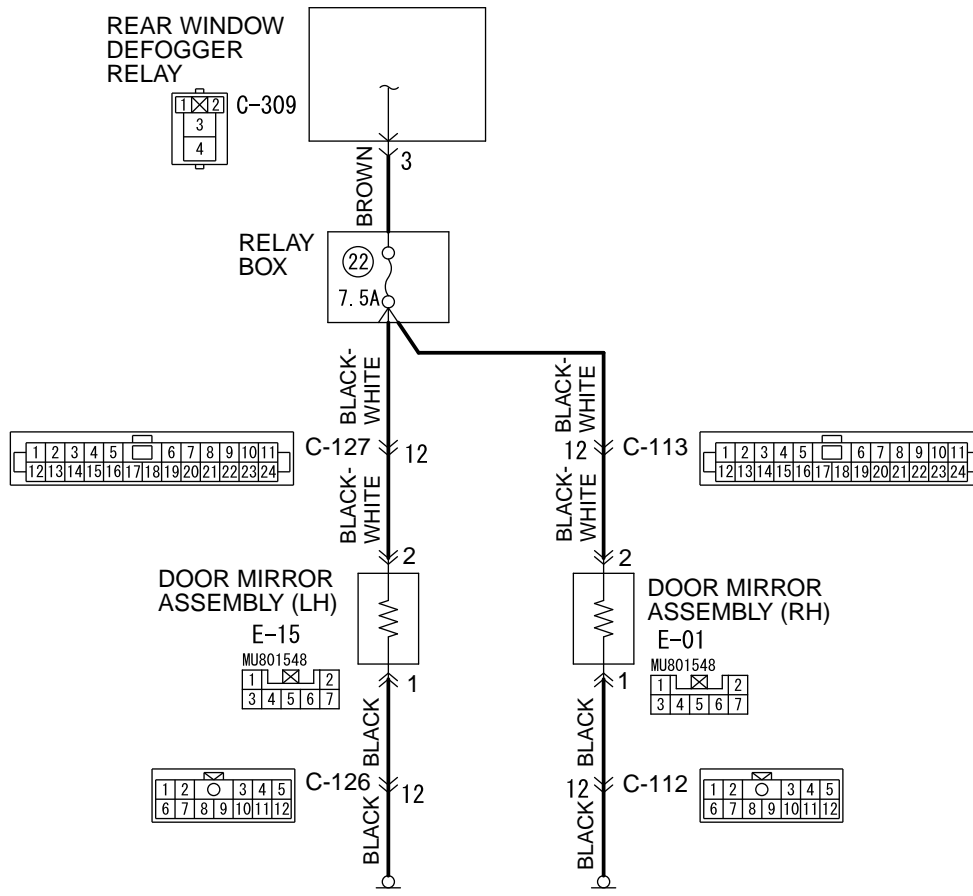 REAR WINDOW
DEFOGGER
RELAY
1 2
C-309
3
4
3
BROWN
RELAY
BOX
22
7.5A
BLACK-
WHITE
BLACK-
WHITE
1 2 3 4 5 6 7 8 9 10 11
12 13 14 15 16 17 18 19 20 21 22 23 24
C-127
12
12
C-113
1 2 3 4 5 6 7 8 9 10 11
12 13 14 15 16 17 18 19 20 21 22 23 24
BLACK-
WHITE
BLACK-
WHITE
2
2
DOOR MIRROR
ASSEMBLY (LH)
E-15
MU801548
1 2
3 4 5 6 7
DOOR MIRROR
ASSEMBLY (RH)
E-01
MU801548
1 2
3 4 5 6 7
1
1
BLACK
BLACK
1 2 3 4 5
6 7 8 9 10 11 12
C-126
12
12
C-112
1 2 3 4 5
6 7 8 9 10 11 12
BLACK
BLACK